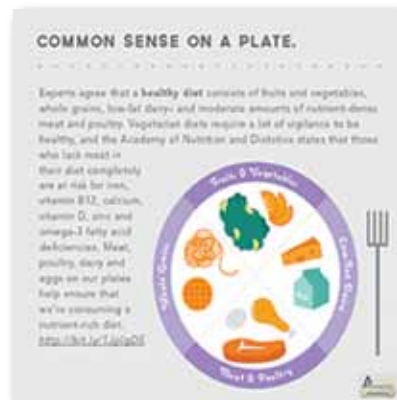 COMMON SENSE ON A PLATE.
Experts agree that a healthy diet consists of fruits and vegetables,
whole grains, low-fat dairy and moderate amounts of nutrient-dense
meat and poultry. Vegetarian diets require a lot of vigilance to be
healthy, and the Academy of Nutrition and Dietetics states that those
who lack meat in
their diet completely
are at risk for iron,
vitamin B12, calcium,
vitamin D, zinc and
omega-3 fatty acid
deficiencies. Meat,
poultry, dairy and
eggs on our plates
help ensure that
we're consuming a
nutrient-rich diet.
Fruits & Vegetables
Low-Fat Dairy
Whole Grains
Meat & Poultry